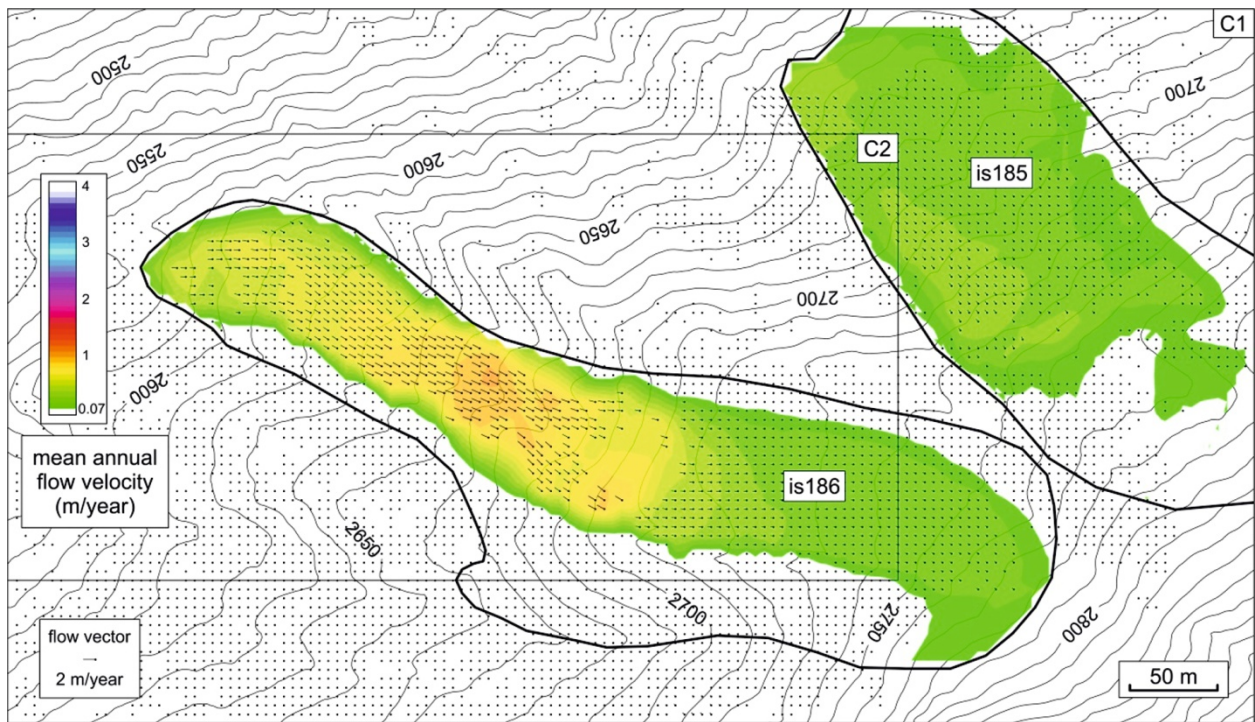 C1
2500
2700
2550
2600
C2
is185
4
2650
3
2700
2
1
2600
0.07
mean annual
flow velocity
(m/year)
is186
2650
2700
2750
2800
flow vector
2 m/year
50 m